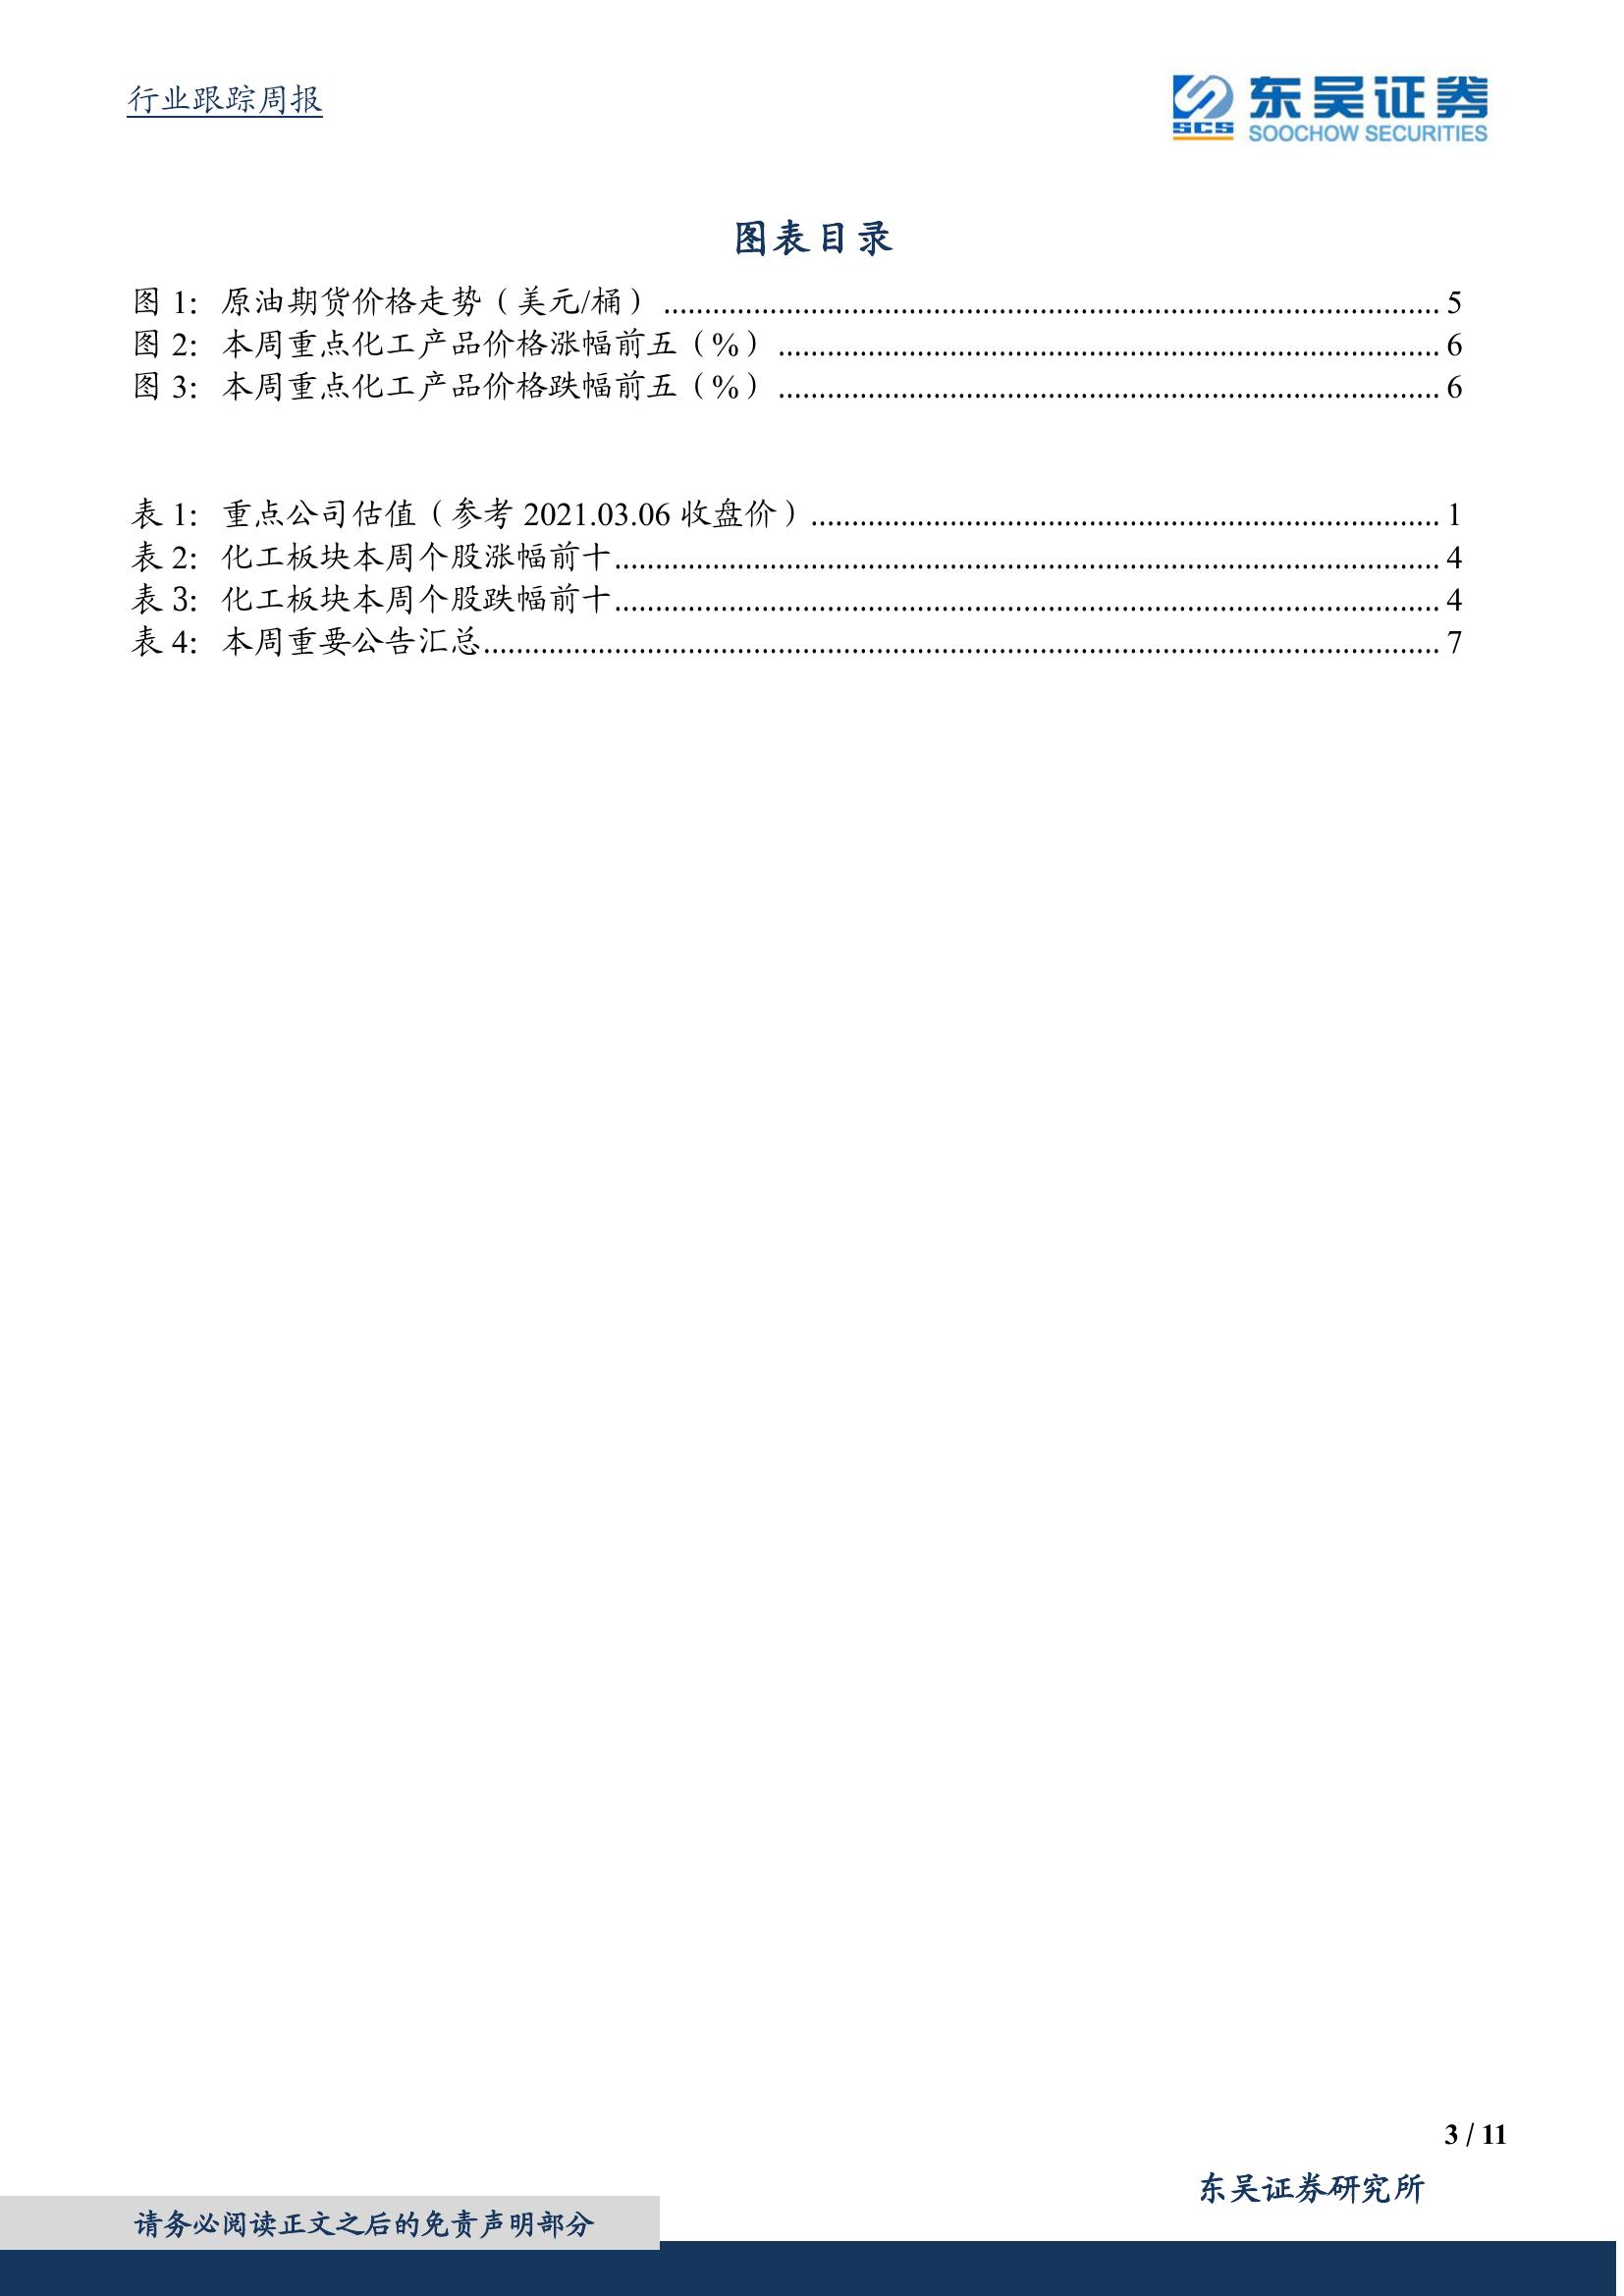 行业跟踪周报
SCS
东吴证券
SOOCHOW SECURITIES
图表目录
图 1: 原油期货价格走势（美元/桶） ........................................ 5
图 2: 本周重点化工产品价格涨幅前五（%） ........................................ 6
图 3: 本周重点化工产品价格跌幅前五（%） ........................................ 6
表 1: 重点公司估值（参考 2021.03.06 收盘价）........................................ 1
表 2: 化工板块本周个股涨幅前十........................................ 4
表 3: 化工板块本周个股跌幅前十........................................ 4
表 4: 本周重要公告汇总........................................ 7
3 / 11
东吴证券研究所
请务必阅读正文之后的免责声明部分